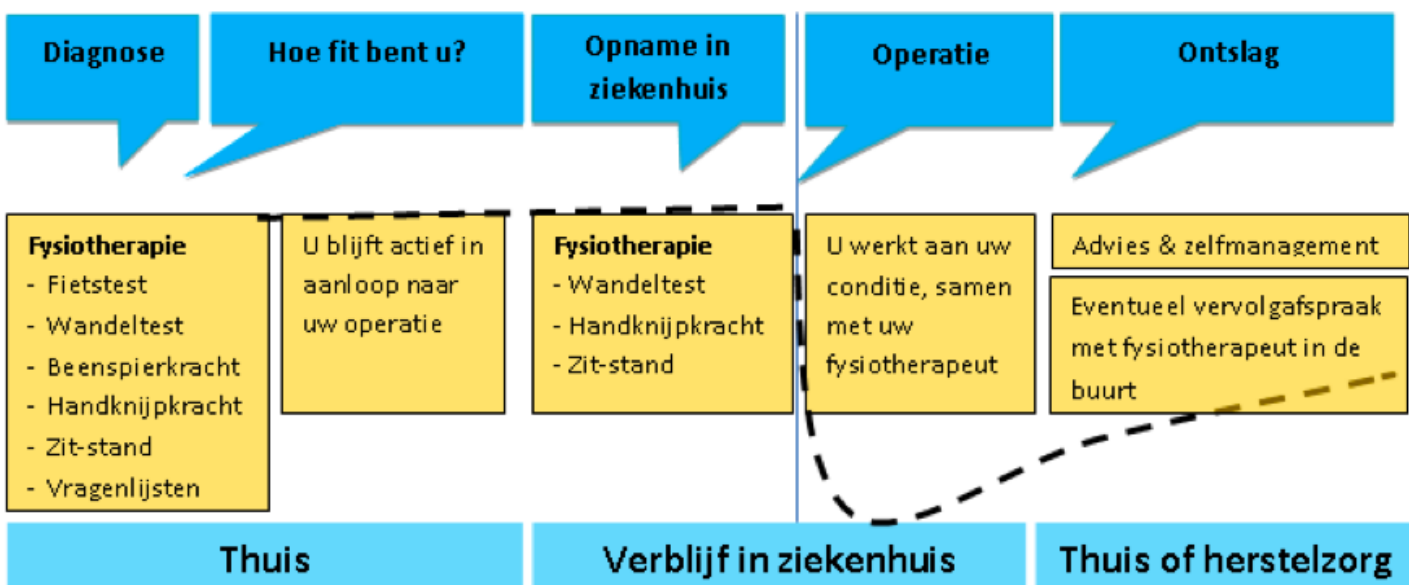 Diagnose
Hoe fit bent u?
Opname in
ziekenhuis
Operatie
Ontslag
Fysiotherapie
- Fietstest
- Wandeltest
- Beenspierkracht
- Handknijpkracht
- Zit-stand
- Vragenlijsten
U blijft actief in
aanloop naar
uw operatie
Fysiotherapie
- Wandeltest
- Handknijpkracht
- Zit-stand
U werkt aan uw
conditie, samen
met uw
fysiotherapeut
Advies & zelfmanagement
Eventueel vervolgafspraak
met fysiotherapeut in de
buurt
Thuis
Verblijf in ziekenhuis
Thuis of herstelzorg